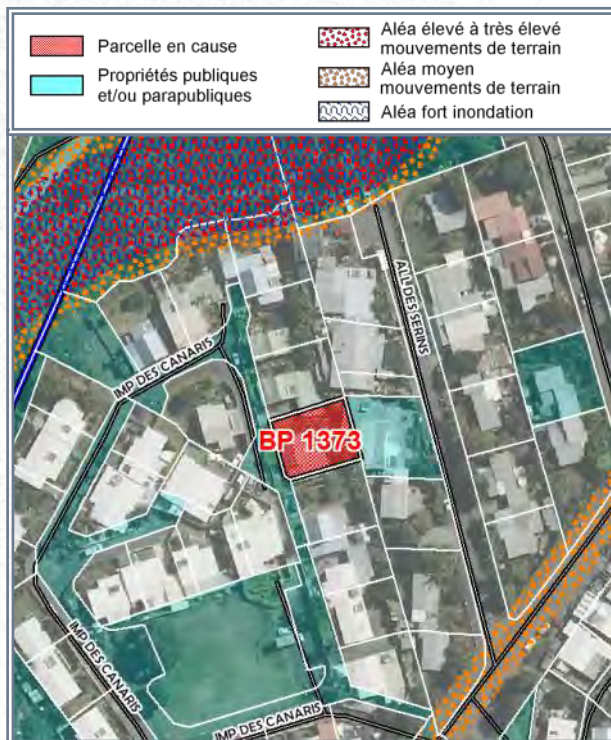 Parcelle en cause
Propriétés publiques
et/ou parapubliques
Aléa élevé à très élevé
mouvements de terrain
Aléa moyen
mouvements de terrain
Aléa fort inondation
IMP DES CANARIS
ALL DES SERINS
BP 1373
IMP DES CANARIS
IMP DES CANARIS